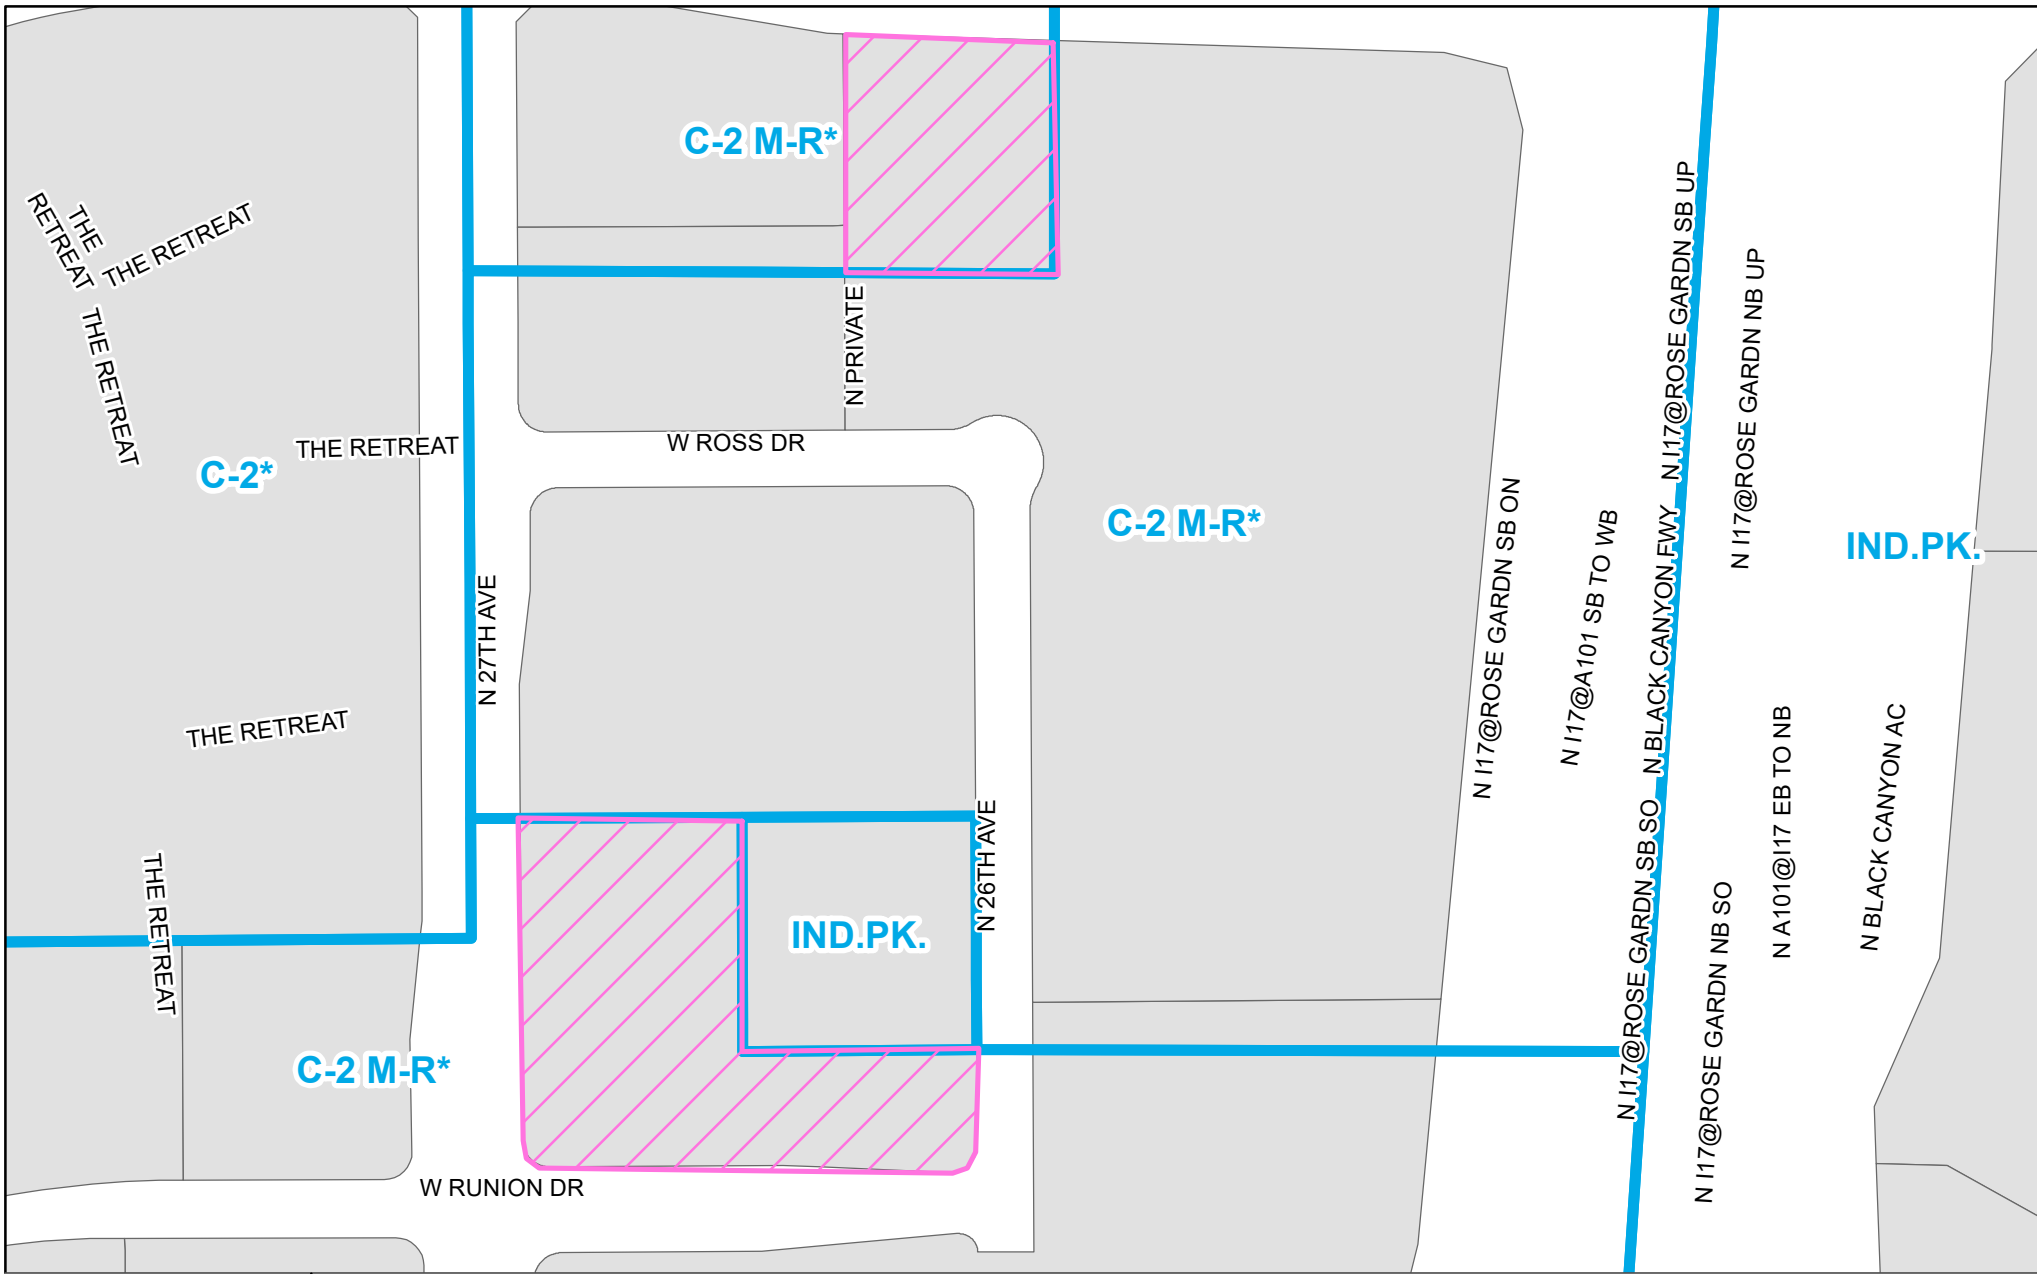 C-2 M-R*
THE
RETREAT
THE RETREAT
THE RETREAT
N PRIVATE
THE RETREAT
W ROSS DR
C-2*
C-2 M-R*
N I17@ROSE GARDN SB UP
N I17@ROSE GARDN NB UP
N I17@ROSE GARDN SB ON
N I17@A101 SB TO WB
N BLACK CANYON FWY
IND.PK.
N 27TH AVE
THE RETREAT
N 26TH AVE
IND.PK.
THE RETREAT
N I17@ROSE GARDN SB SO
N I17@ROSE GARDN NB SO
N A101@I17 EB TO NB
N BLACK CANYON AC
C-2 M-R*
W RUNION DR